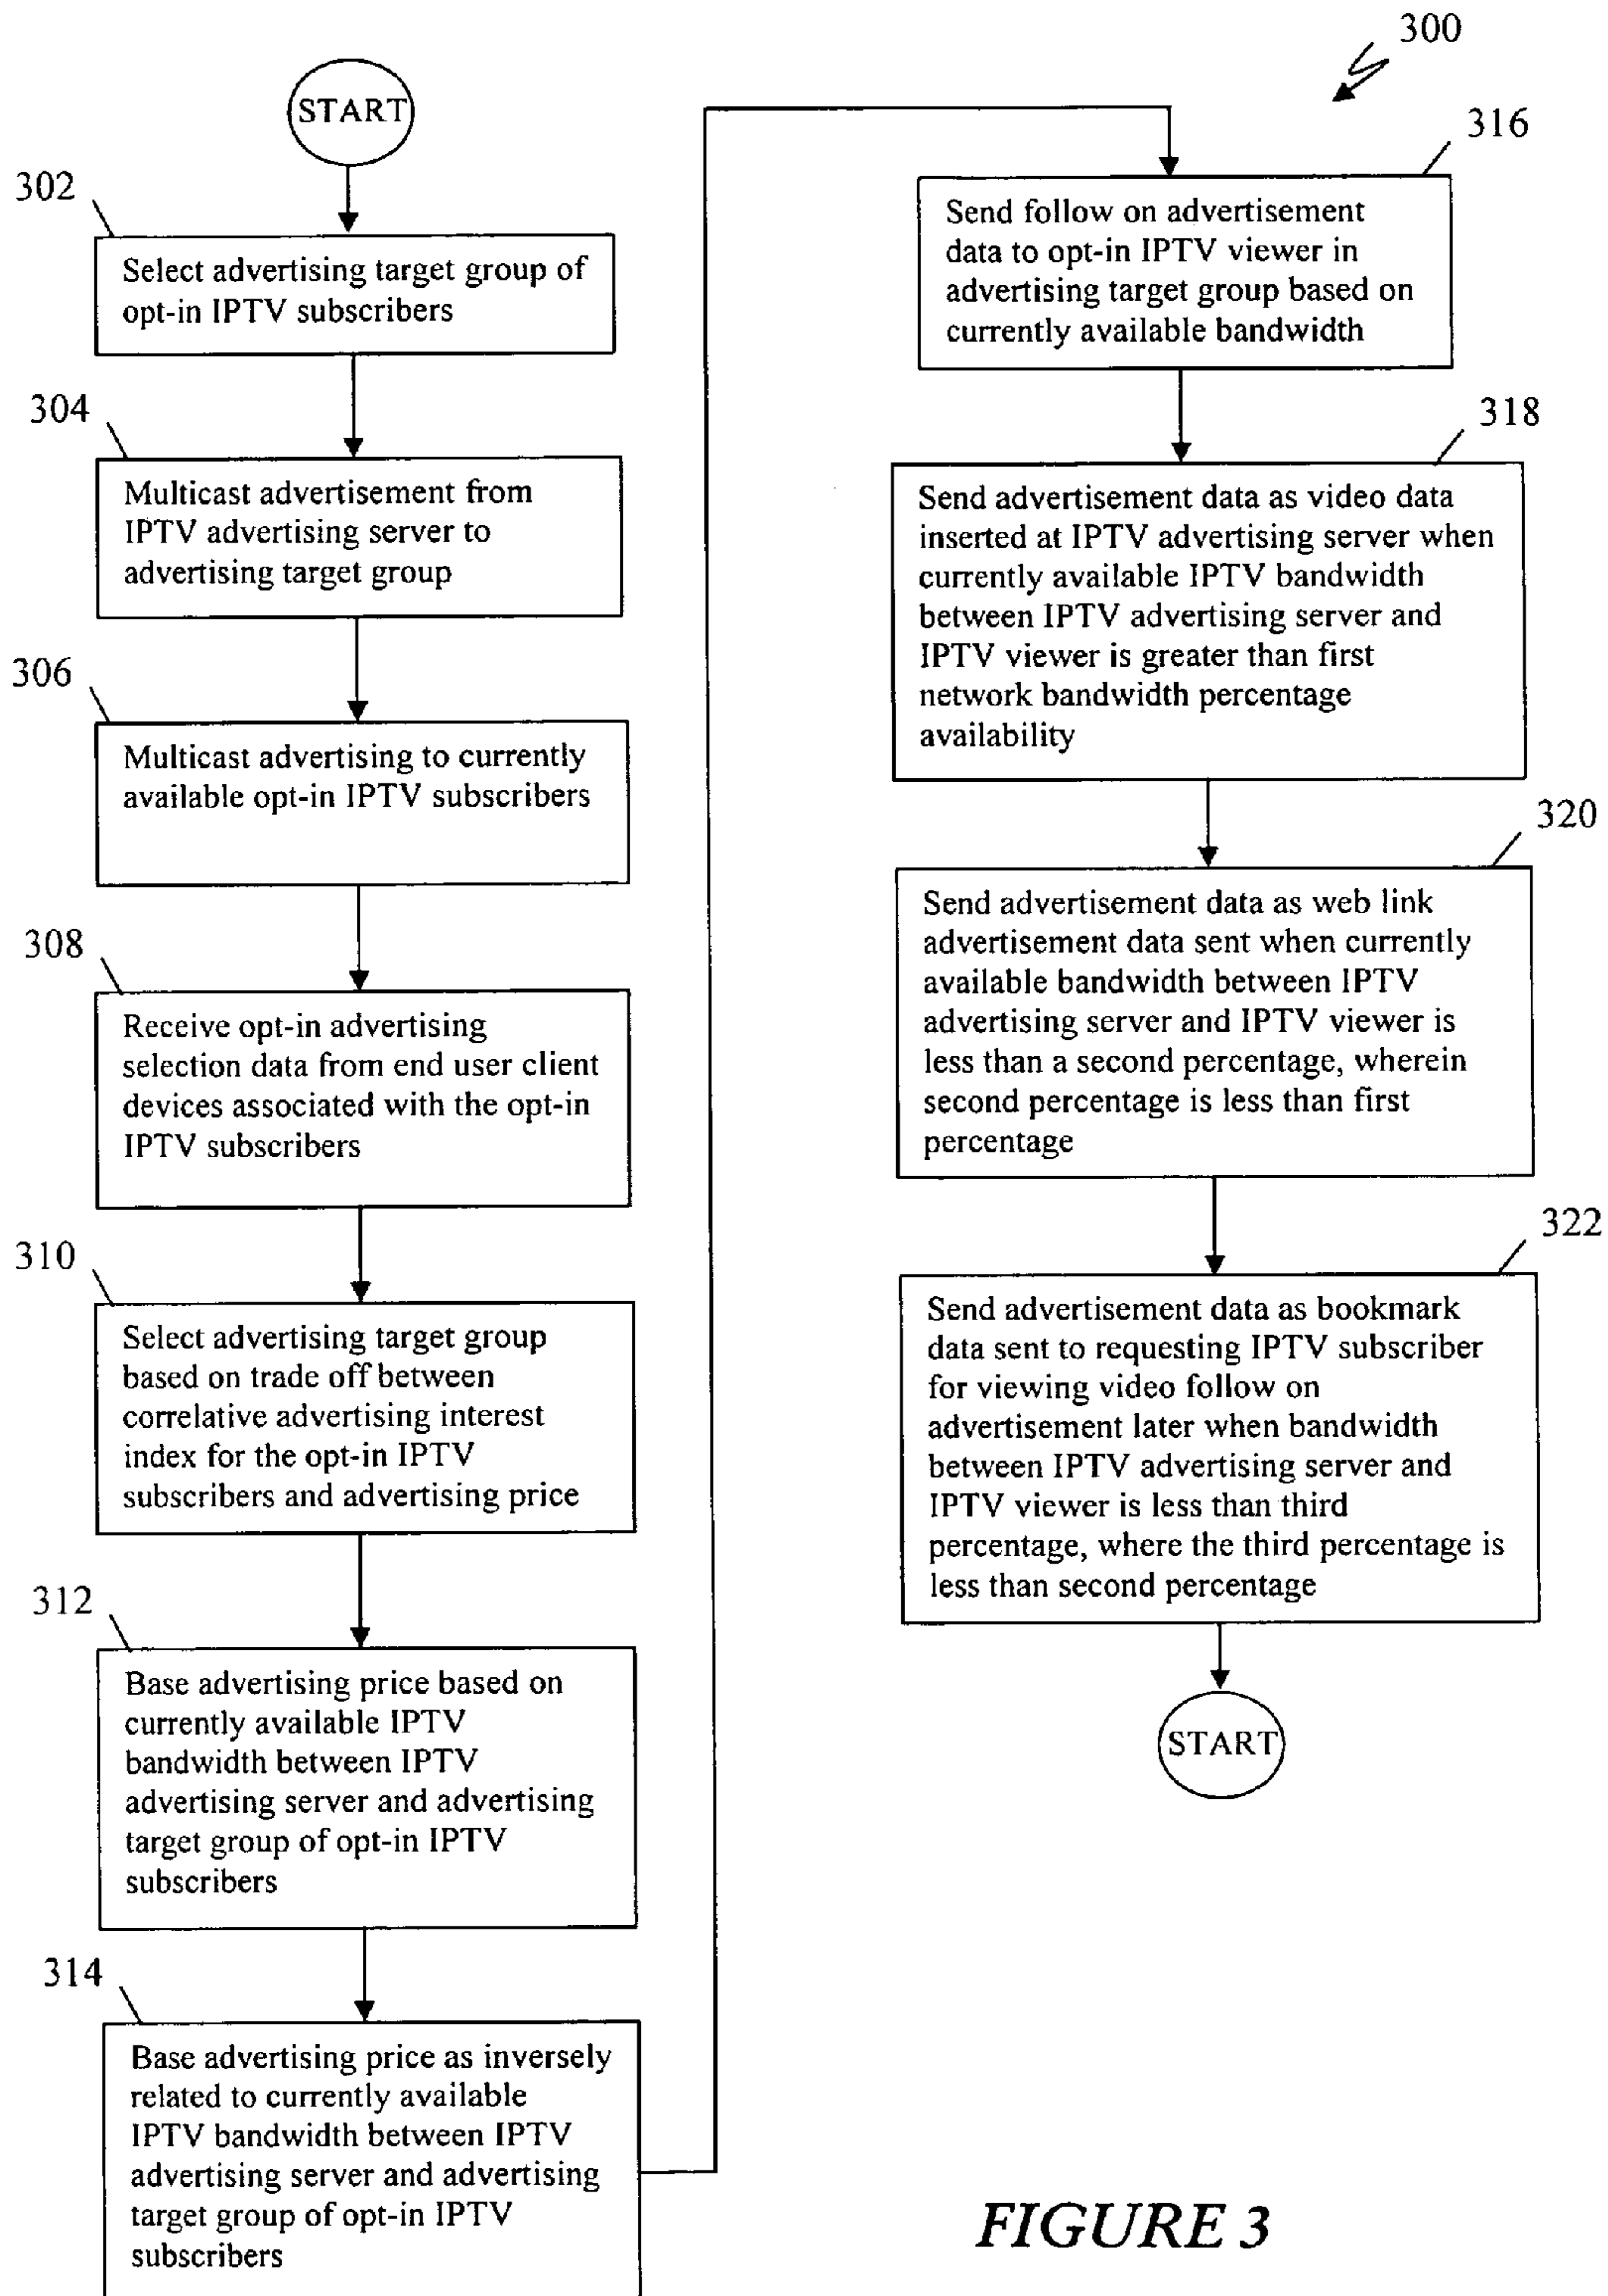 300
START
302
Select advertising target group of
opt-in IPTV subscribers
304
Multicast advertisement from
IPTV advertising server to
advertising target group
306
Multicast advertising to currently
available opt-in IPTV subscribers
308
Receive opt-in advertising
selection data from end user client
devices associated with the opt-in
IPTV subscribers
310
Select advertising target group
based on trade off between
correlative advertising interest
index for the opt-in IPTV
subscribers and advertising price
312
Base advertising price based on
currently available IPTV
bandwidth between IPTV
advertising server and advertising
target group of opt-in IPTV
subscribers
314
Base advertising price as inversely
related to currently available
IPTV bandwidth between IPTV
advertising server and advertising
target group of opt-in IPTV
subscribers
316
Send follow on advertisement
data to opt-in IPTV viewer in
advertising target group based on
currently available bandwidth
318
Send advertisement data as video data
inserted at IPTV advertising server when
currently available IPTV bandwidth
between IPTV advertising server and
IPTV viewer is greater than first
network bandwidth percentage
availability
320
Send advertisement data as web link
advertisement data sent when currently
available bandwidth between IPTV
advertising server and IPTV viewer is
less than a second percentage, wherein
second percentage is less than first
percentage
322
Send advertisement data as bookmark
data sent to requesting IPTV subscriber
for viewing video follow on
advertisement later when bandwidth
between IPTV advertising server and
IPTV viewer is less than third
percentage, where the third percentage is
less than second percentage
START
FIGURE 3